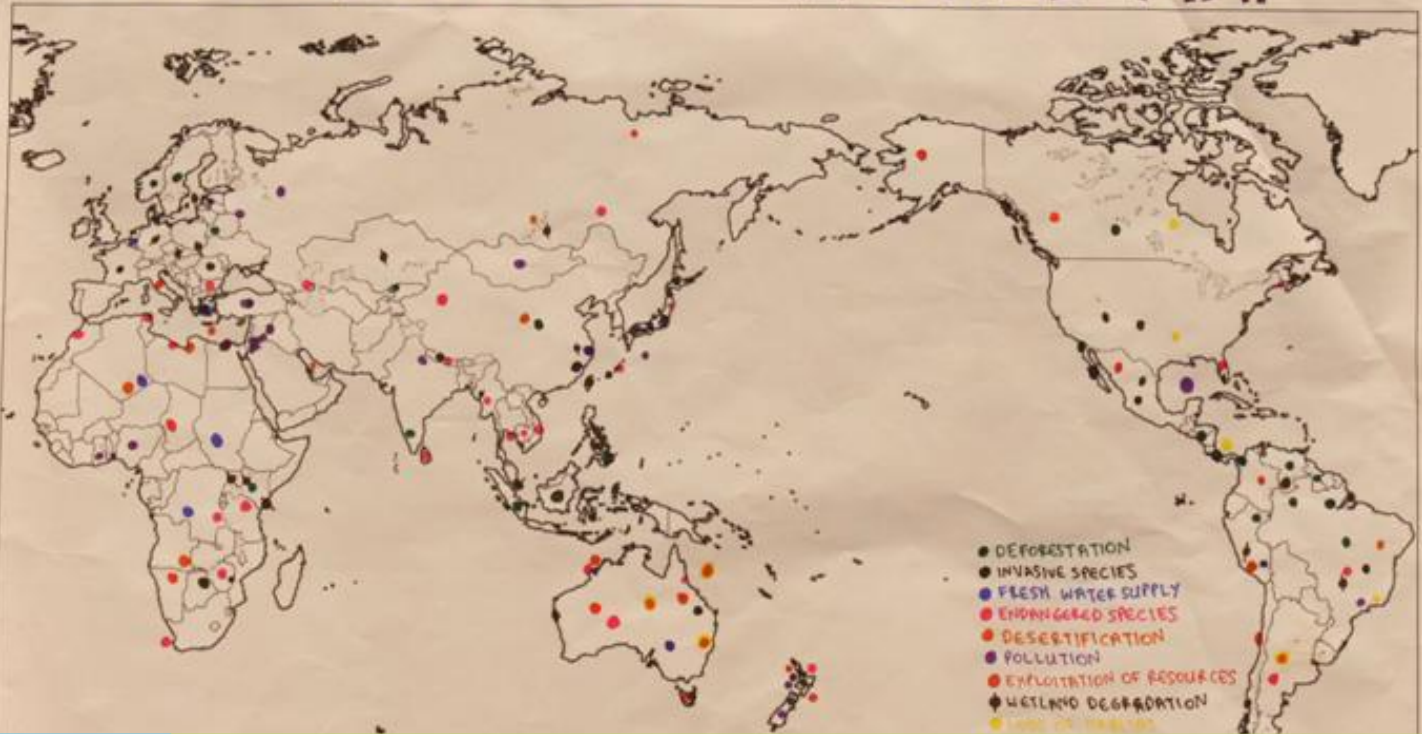 DEFORESTATION
INVASIVE SPECIES
FRESH WATER SUPPLY
ENDANGERED SPECIES
DESERTIFICATION
POLLUTION
EXPLOITATION OF RESOURCES
WETLAND DEGRADATION